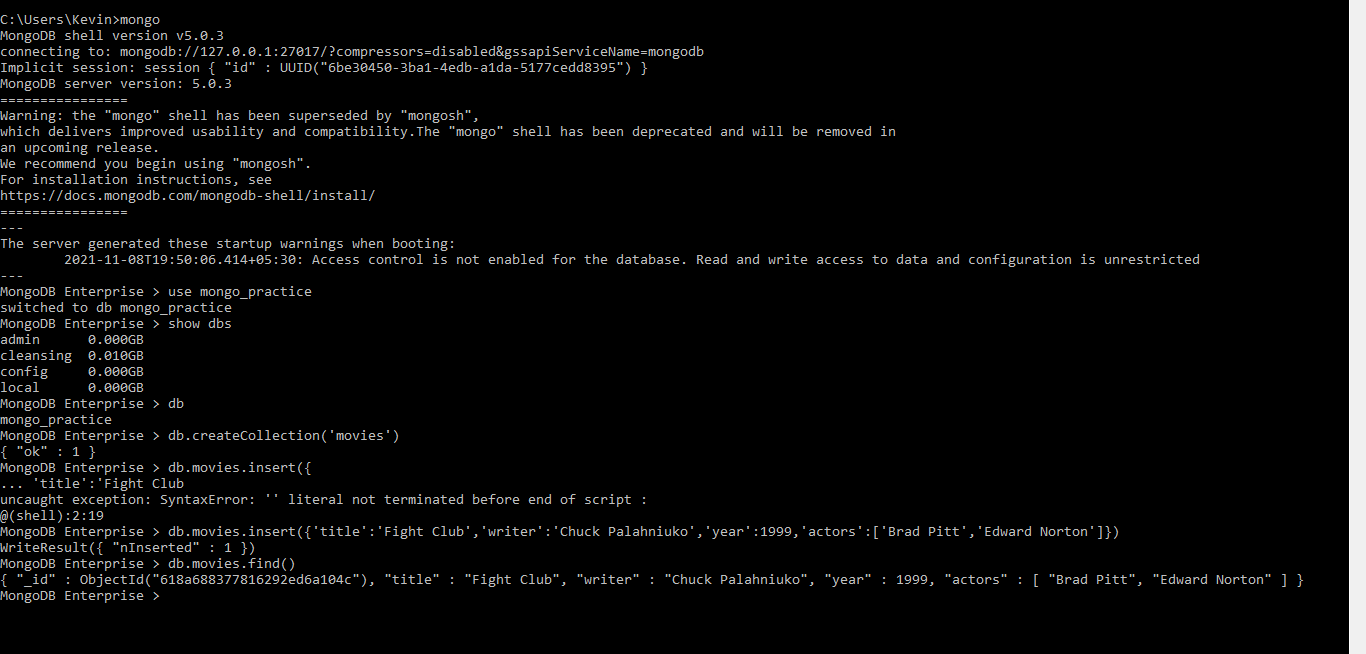 C:\Users\Kevin>mongo
MongoDB shell version v5.0.3
connecting to: mongodb://127.0.0.1:27017/?compressors=disabled&gssapiServiceName=mongodb
Implicit session: session { "id" : UUID("6be30450-3ba1-4edb-a1da-5177cedd8395") }
MongoDB server version: 5.0.3
================
Warning: the "mongo" shell has been superseded by "mongosh",
which delivers improved usability and compatibility.The "mongo" shell has been deprecated and will be removed in
an upcoming release.
We recommend you begin using "mongosh".
For installation instructions, see
https://docs.mongodb.com/mongodb-shell/install/
================
---
The server generated these startup warnings when booting:
        2021-11-08T19:50:06.414+05:30: Access control is not enabled for the database. Read and write access to data and configuration is unrestricted
---
MongoDB Enterprise > use mongo_practice
switched to db mongo_practice
MongoDB Enterprise > show dbs
admin      0.000GB
cleansing  0.010GB
config     0.000GB
local      0.000GB
MongoDB Enterprise > db
mongo_practice
MongoDB Enterprise > db.createCollection('movies')
{ "ok" : 1 }
MongoDB Enterprise > db.movies.insert({
... 'title':'Fight Club
uncaught exception: SyntaxError: '' literal not terminated before end of script :
@(shell):2:19
MongoDB Enterprise > db.movies.insert({'title':'Fight Club','writer':'Chuck Palahniuko','year':1999,'actors':['Brad Pitt','Edward Norton']})
WriteResult({ "nInserted" : 1 })
MongoDB Enterprise > db.movies.find()
{ "_id" : ObjectId("618a688377816292ed6a104c"), "title" : "Fight Club", "writer" : "Chuck Palahniuko", "year" : 1999, "actors" : [ "Brad Pitt", "Edward Norton" ] }
MongoDB Enterprise >